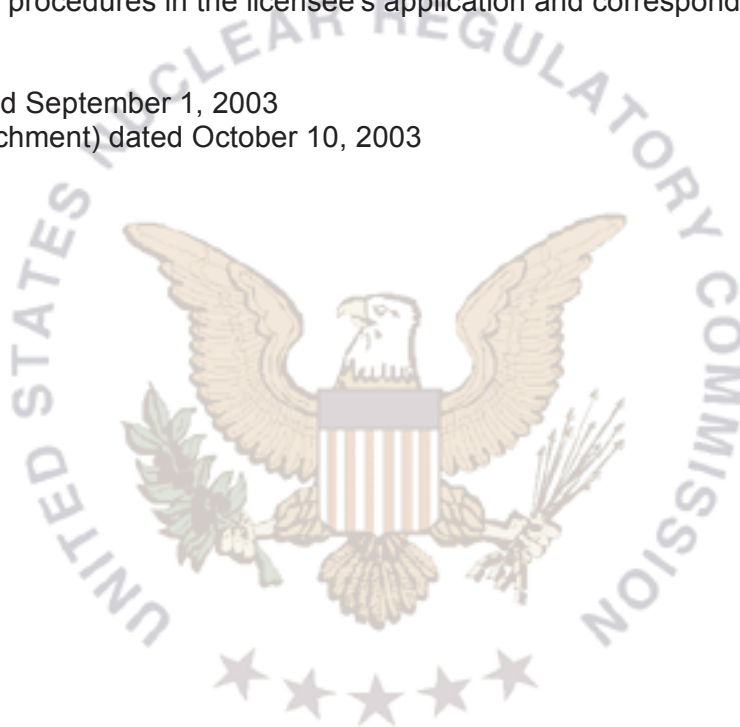 procedures in the licensee's application and correspond
d September 1, 2003
chment) dated October 10, 2003
UNITED STATES NUCLEAR REGULATORY COMMISSION